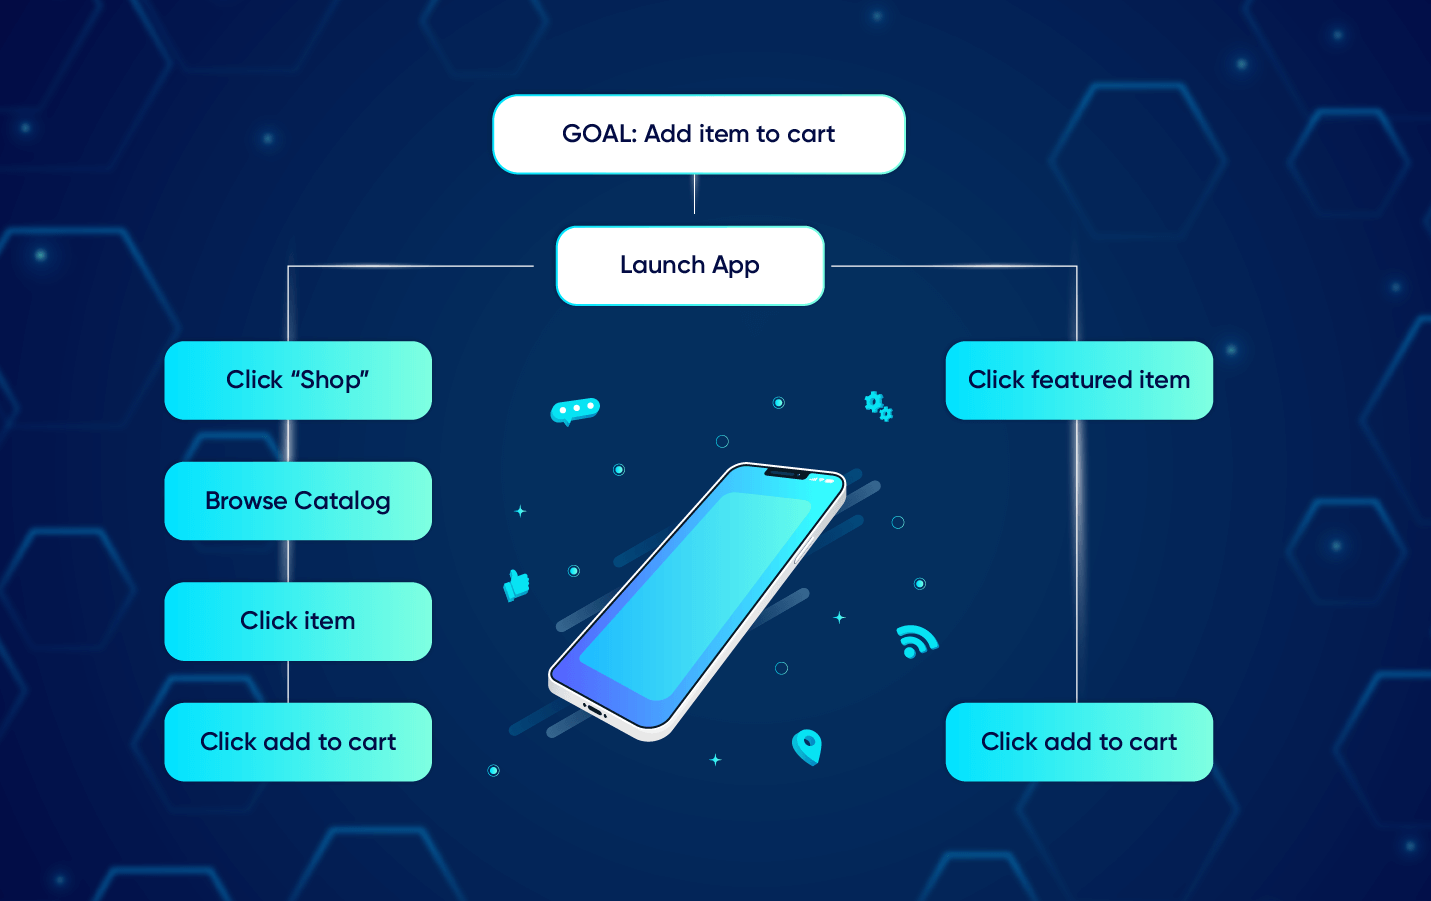 GOAL: Add item to cart
Launch App
Click “Shop”
Browse Catalog
Click item
Click add to cart
Click featured item
Click add to cart